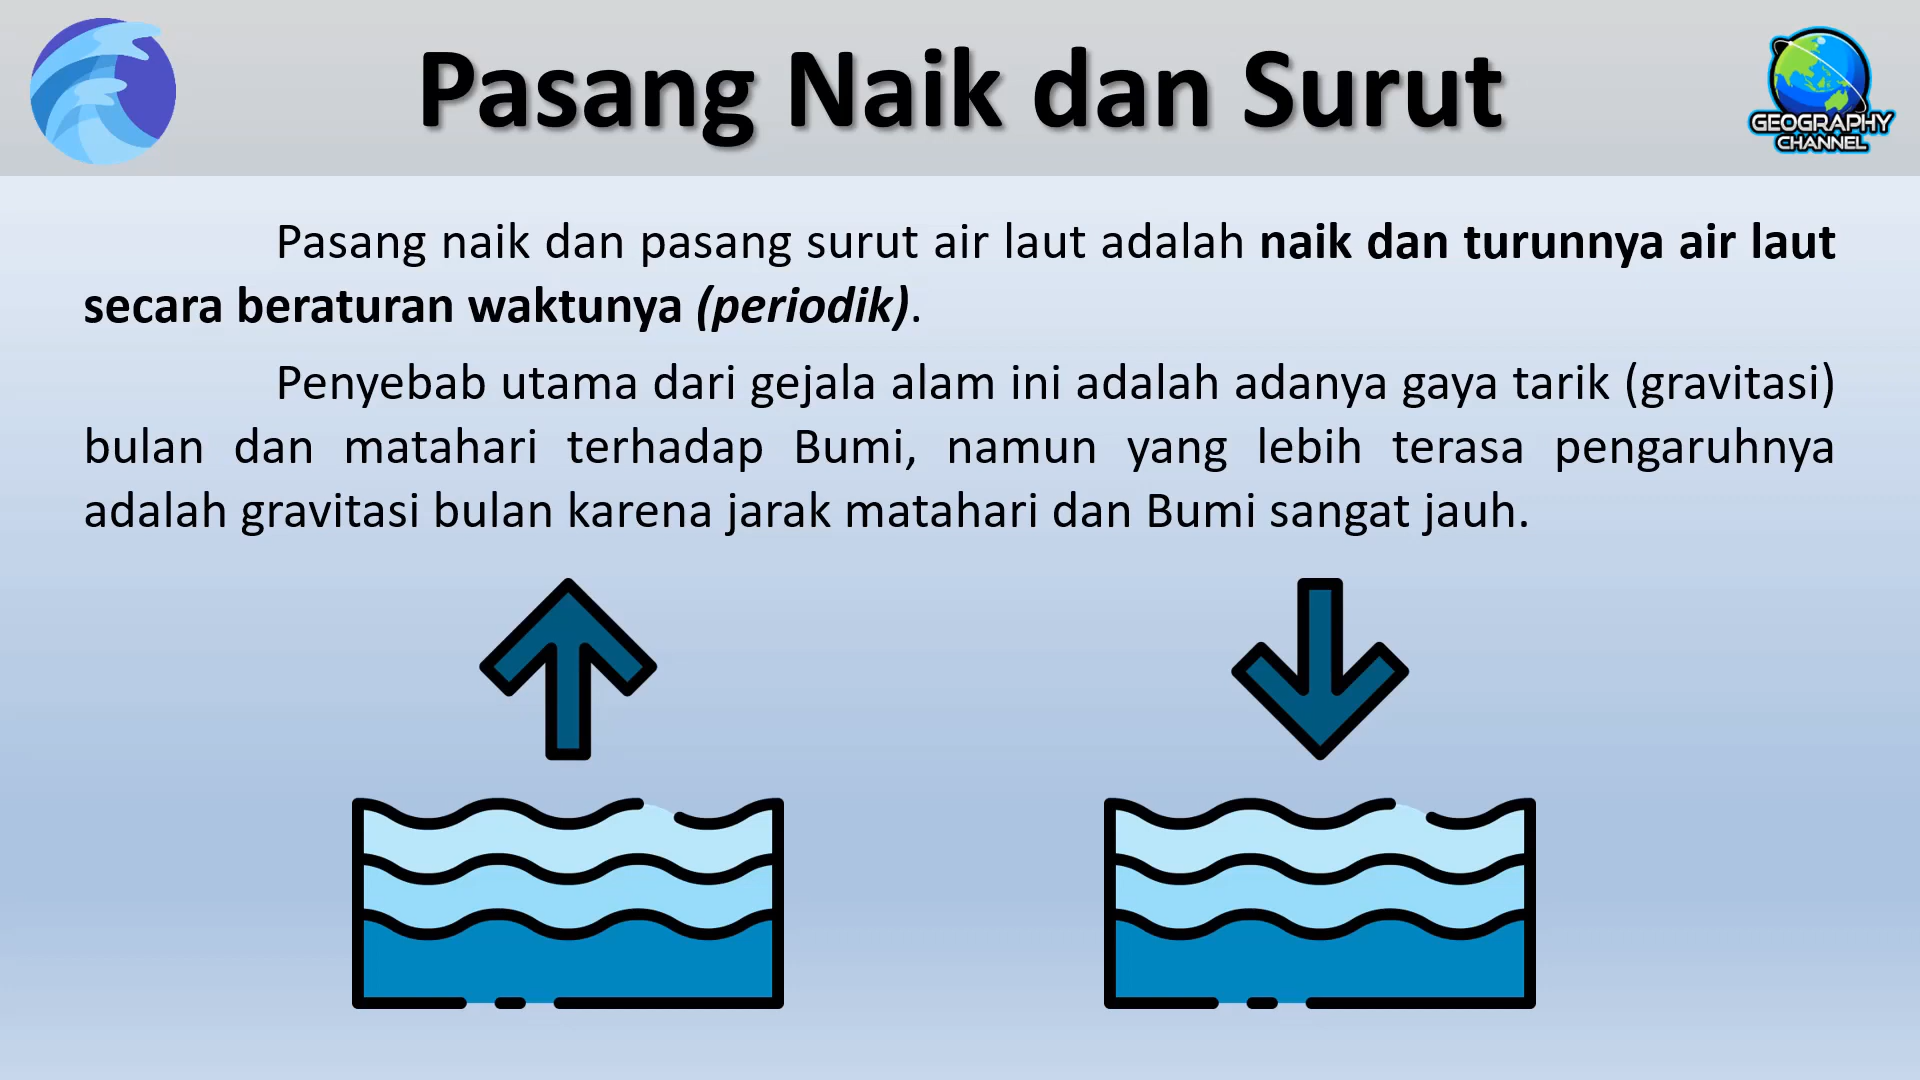 Pasang Naik dan Surut
GEOGRAPHY
CHANNEL
Pasang naik dan pasang surut air laut adalah naik dan turunnya air laut
secara beraturan waktunya (periodik).
Penyebab utama dari gejala alam ini adalah adanya gaya tarik (gravitasi)
bulan dan matahari terhadap Bumi, namun yang lebih terasa pengaruhnya
adalah gravitasi bulan karena jarak matahari dan Bumi sangat jauh.